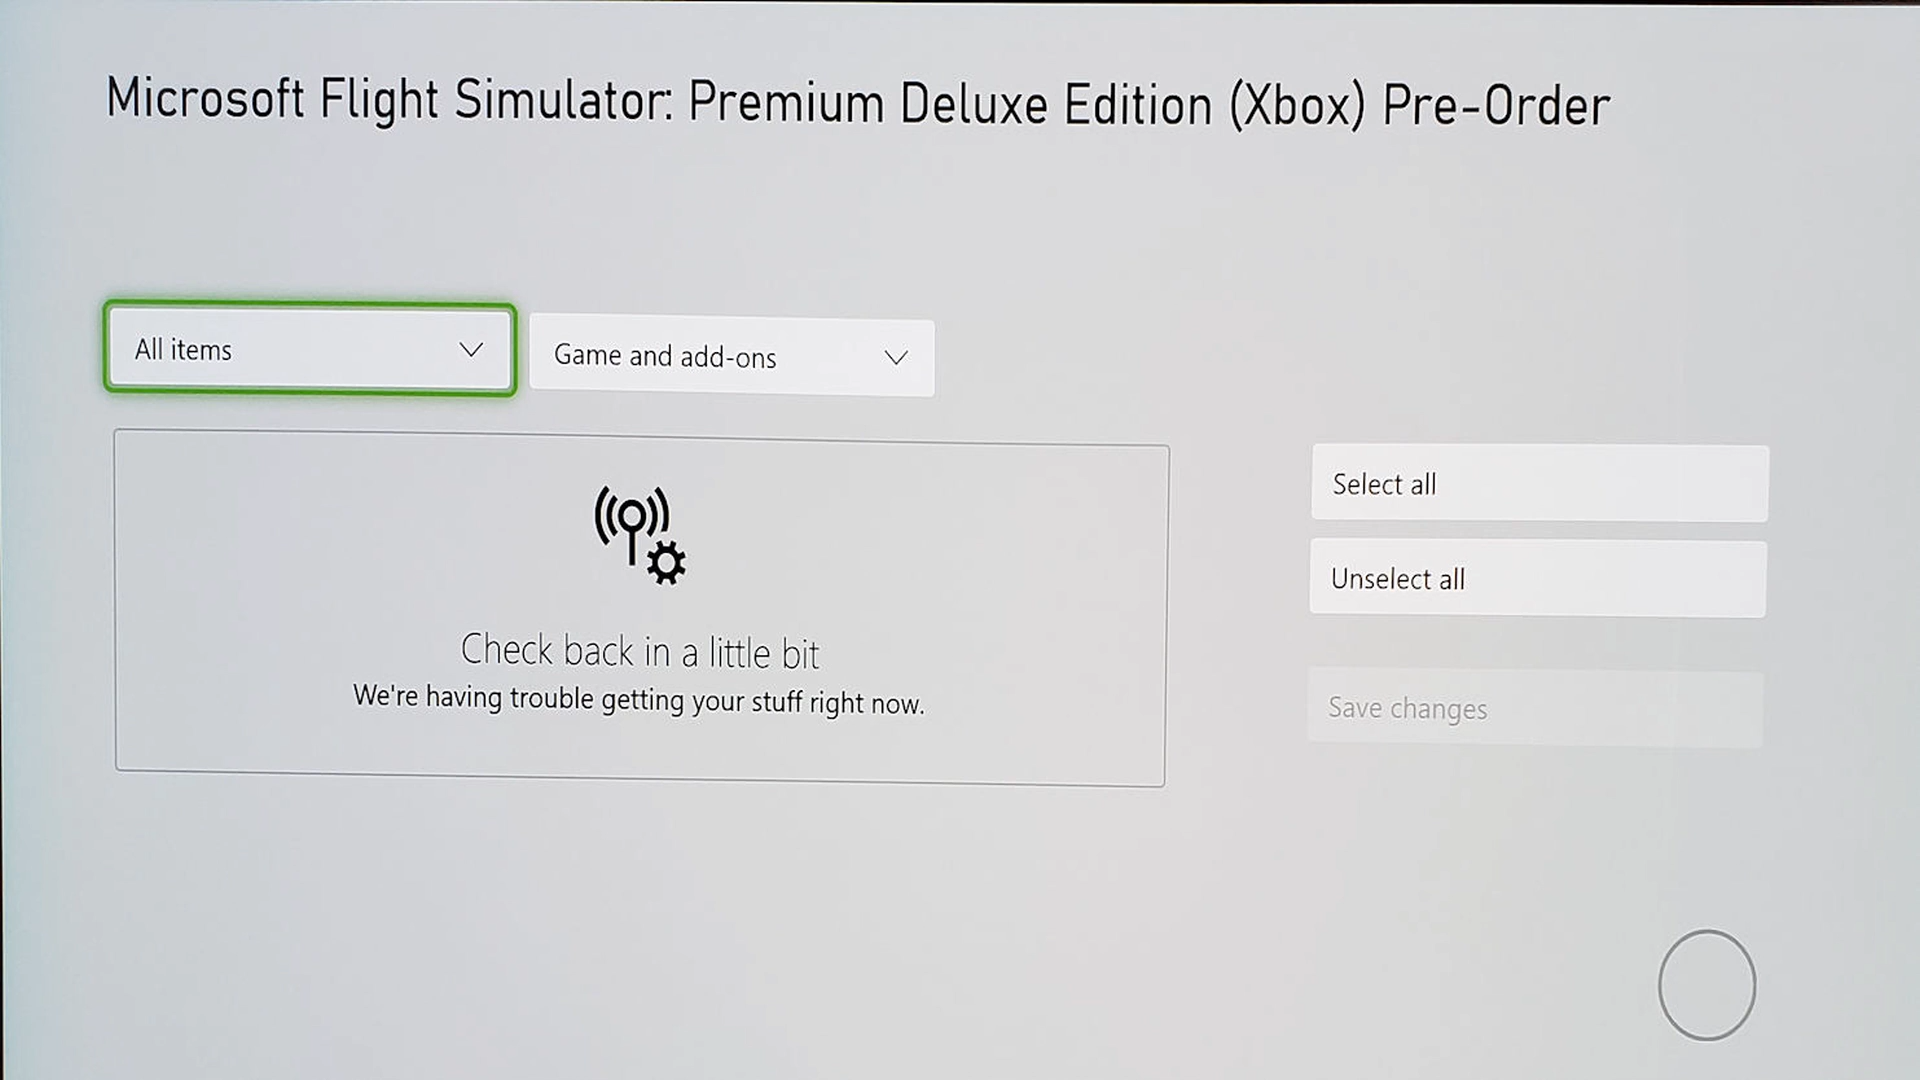 Microsoft Flight Simulator: Premium Deluxe Edition (Xbox) Pre-Order
All items
Game and add-ons
Check back in a little bit
We're having trouble getting your stuff right now.
Select all
Unselect all
Save changes